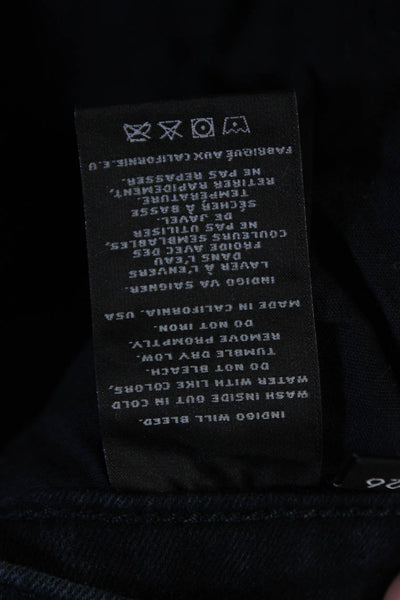 INDIGO WILL BLEED.
WASH INSIDE OUT IN COLD
WATER WITH LIKE COLORS,
DO NOT BLEACH.
TUMBLE DRY LOW.
REMOVE PROMPTLY.
DO NOT IRON.
MADE IN CALIFORNIA. USA
INDIGO VA SAIGNER.
LAVER À L'ENVERS
DANS L'EAU
FROIDE AVEC DES
COULEURS SEMBLABLES,
NE PAS UTILISER
DE JAVEL.
SÉCHER À BASSE
TEMPÉRATURE.
RETIRER RAPIDEMENT,
NE PAS REPASSER.
FABRIQUÉ AUX CALIFORNIE.E.U
26